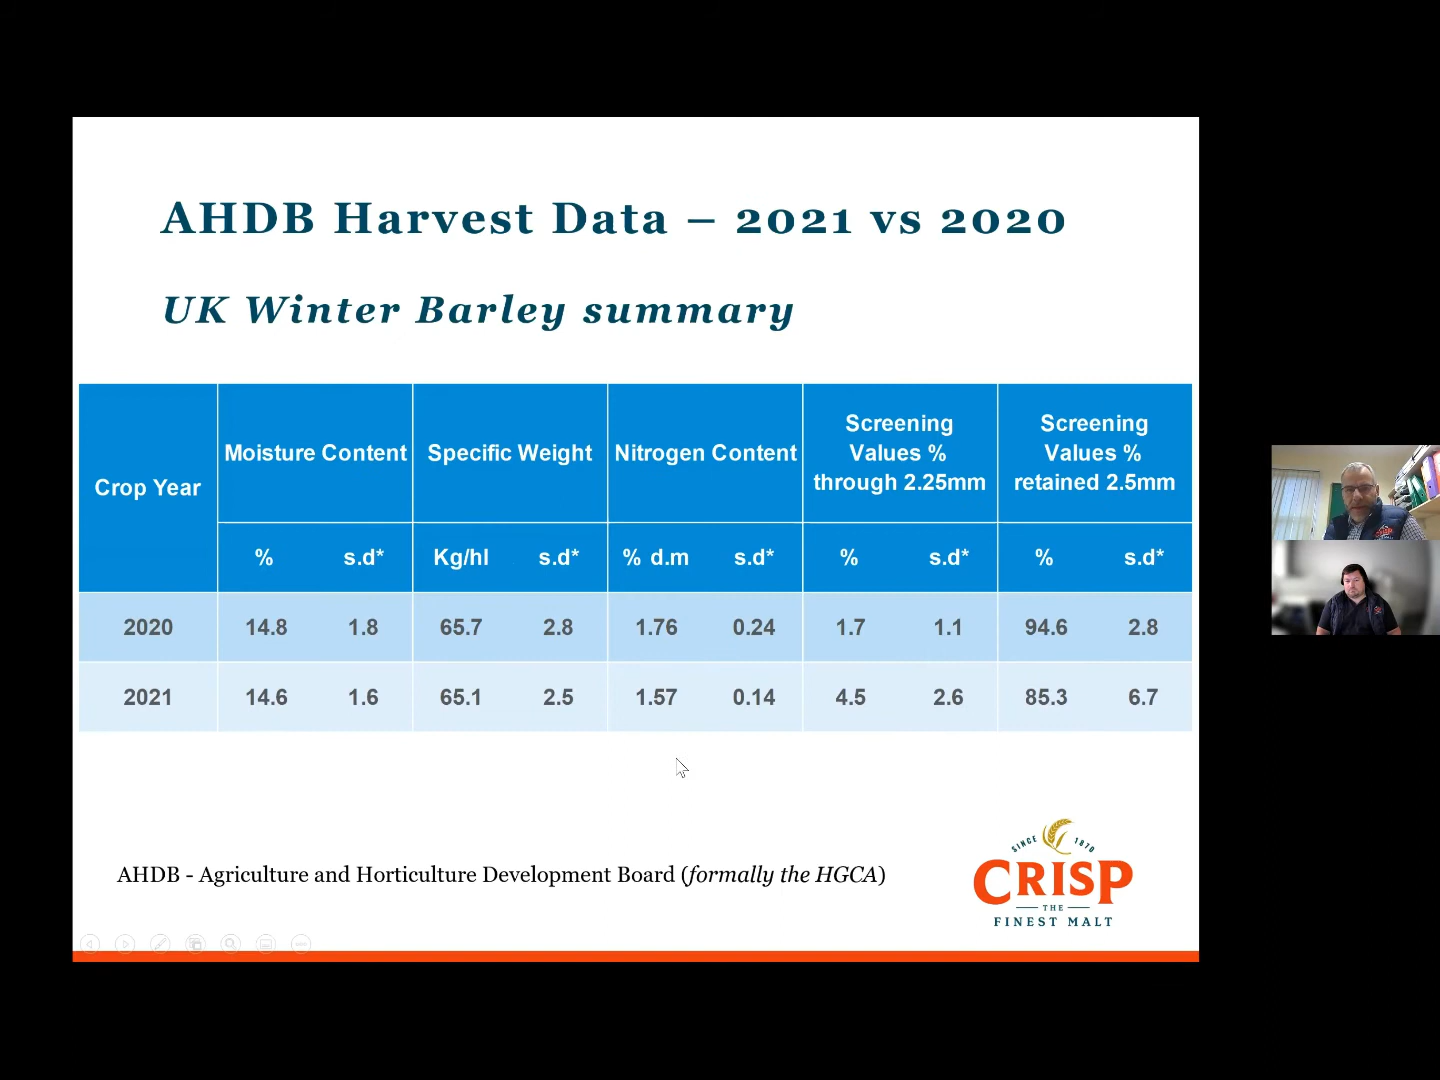 AHDB Harvest Data – 2021 vs 2020
UK Winter Barley summary
Crop Year
Moisture Content
Specific Weight
Nitrogen Content
Screening
Values %
through 2.25mm
Screening
Values %
retained 2.5mm
% s.d* Kg/hl s.d* % d.m s.d* % s.d* % s.d*
2020 14.8 1.8 65.7 2.8 1.76 0.24 1.7 1.1 94.6 2.8
2021 14.6 1.6 65.1 2.5 1.57 0.14 4.5 2.6 85.3 6.7
AHDB - Agriculture and Horticulture Development Board (formally the HGCA)
SINCE 1870
CRISP
THE
FINEST MALT